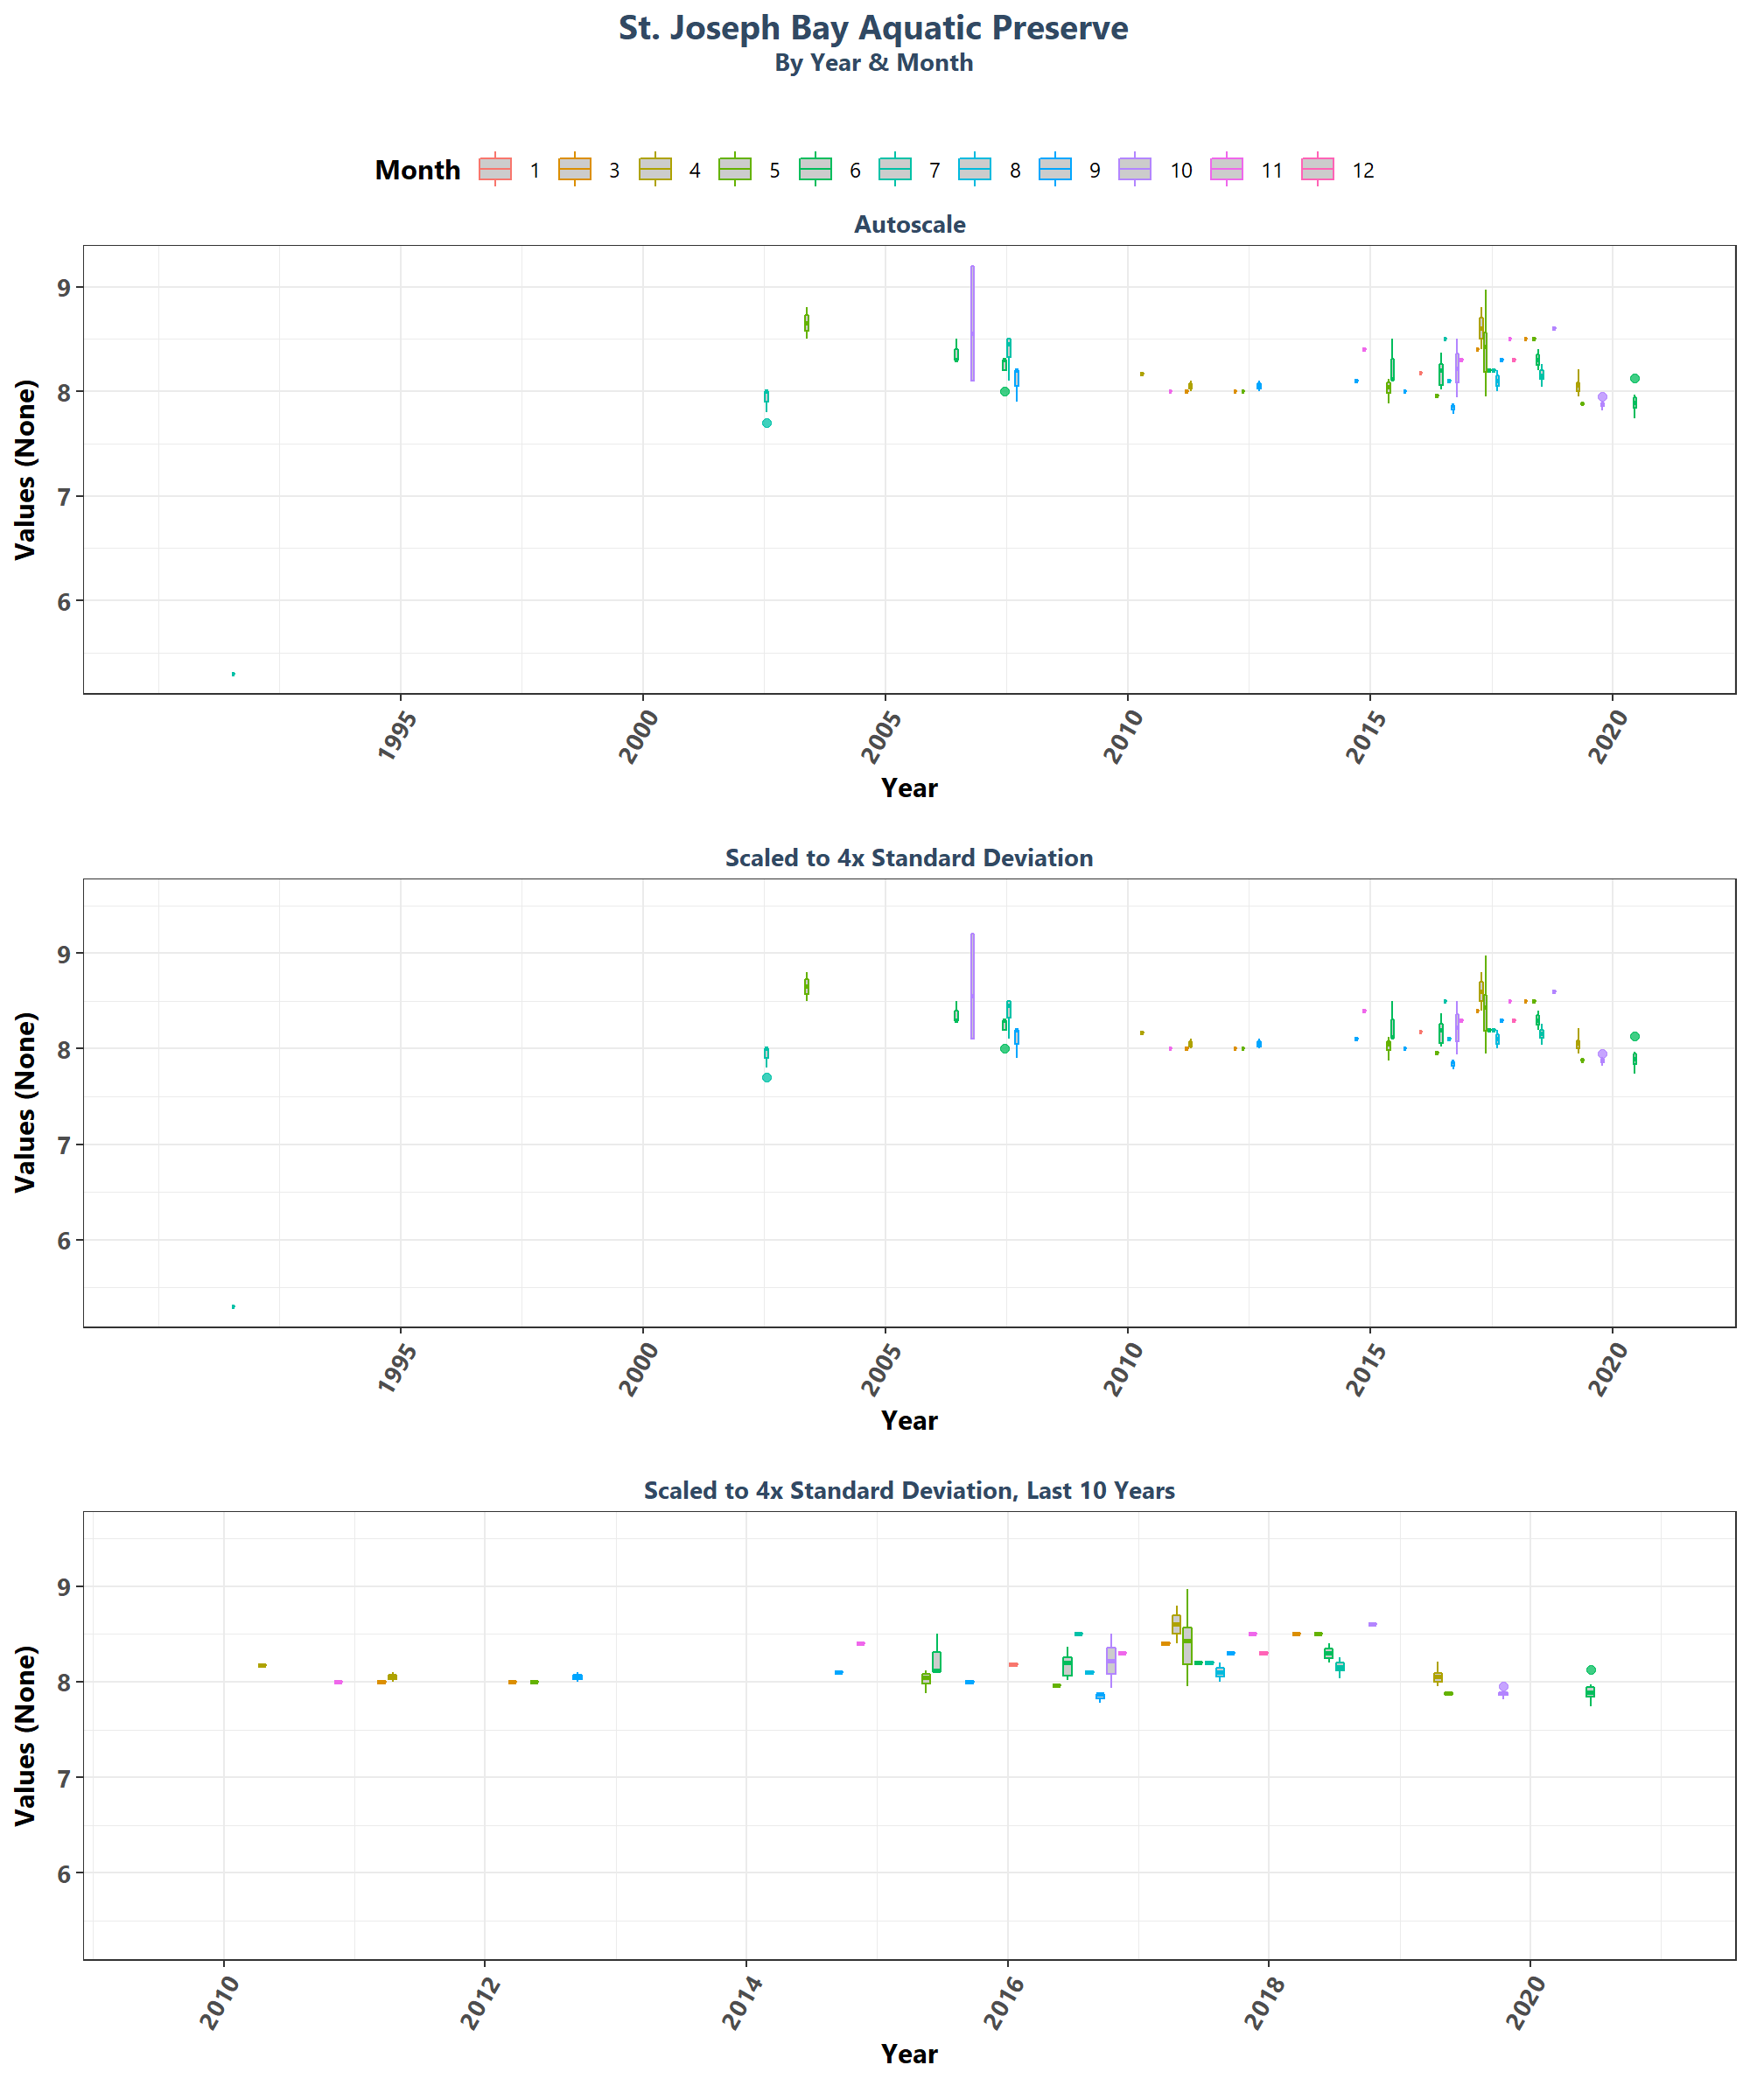 St. Joseph Bay Aquatic Preserve
By Year & Month
Month 1 3 4 5 6 7 8 9 10 11 12
Autoscale
Values (None)
9
8
7
6
1995 2000 2005 2010 2015 2020
Year
Scaled to 4x Standard Deviation
Values (None)
9
8
7
6
1995 2000 2005 2010 2015 2020
Year
Scaled to 4x Standard Deviation, Last 10 Years
Values (None)
9
8
7
6
2010 2012 2014 2016 2018 2020
Year